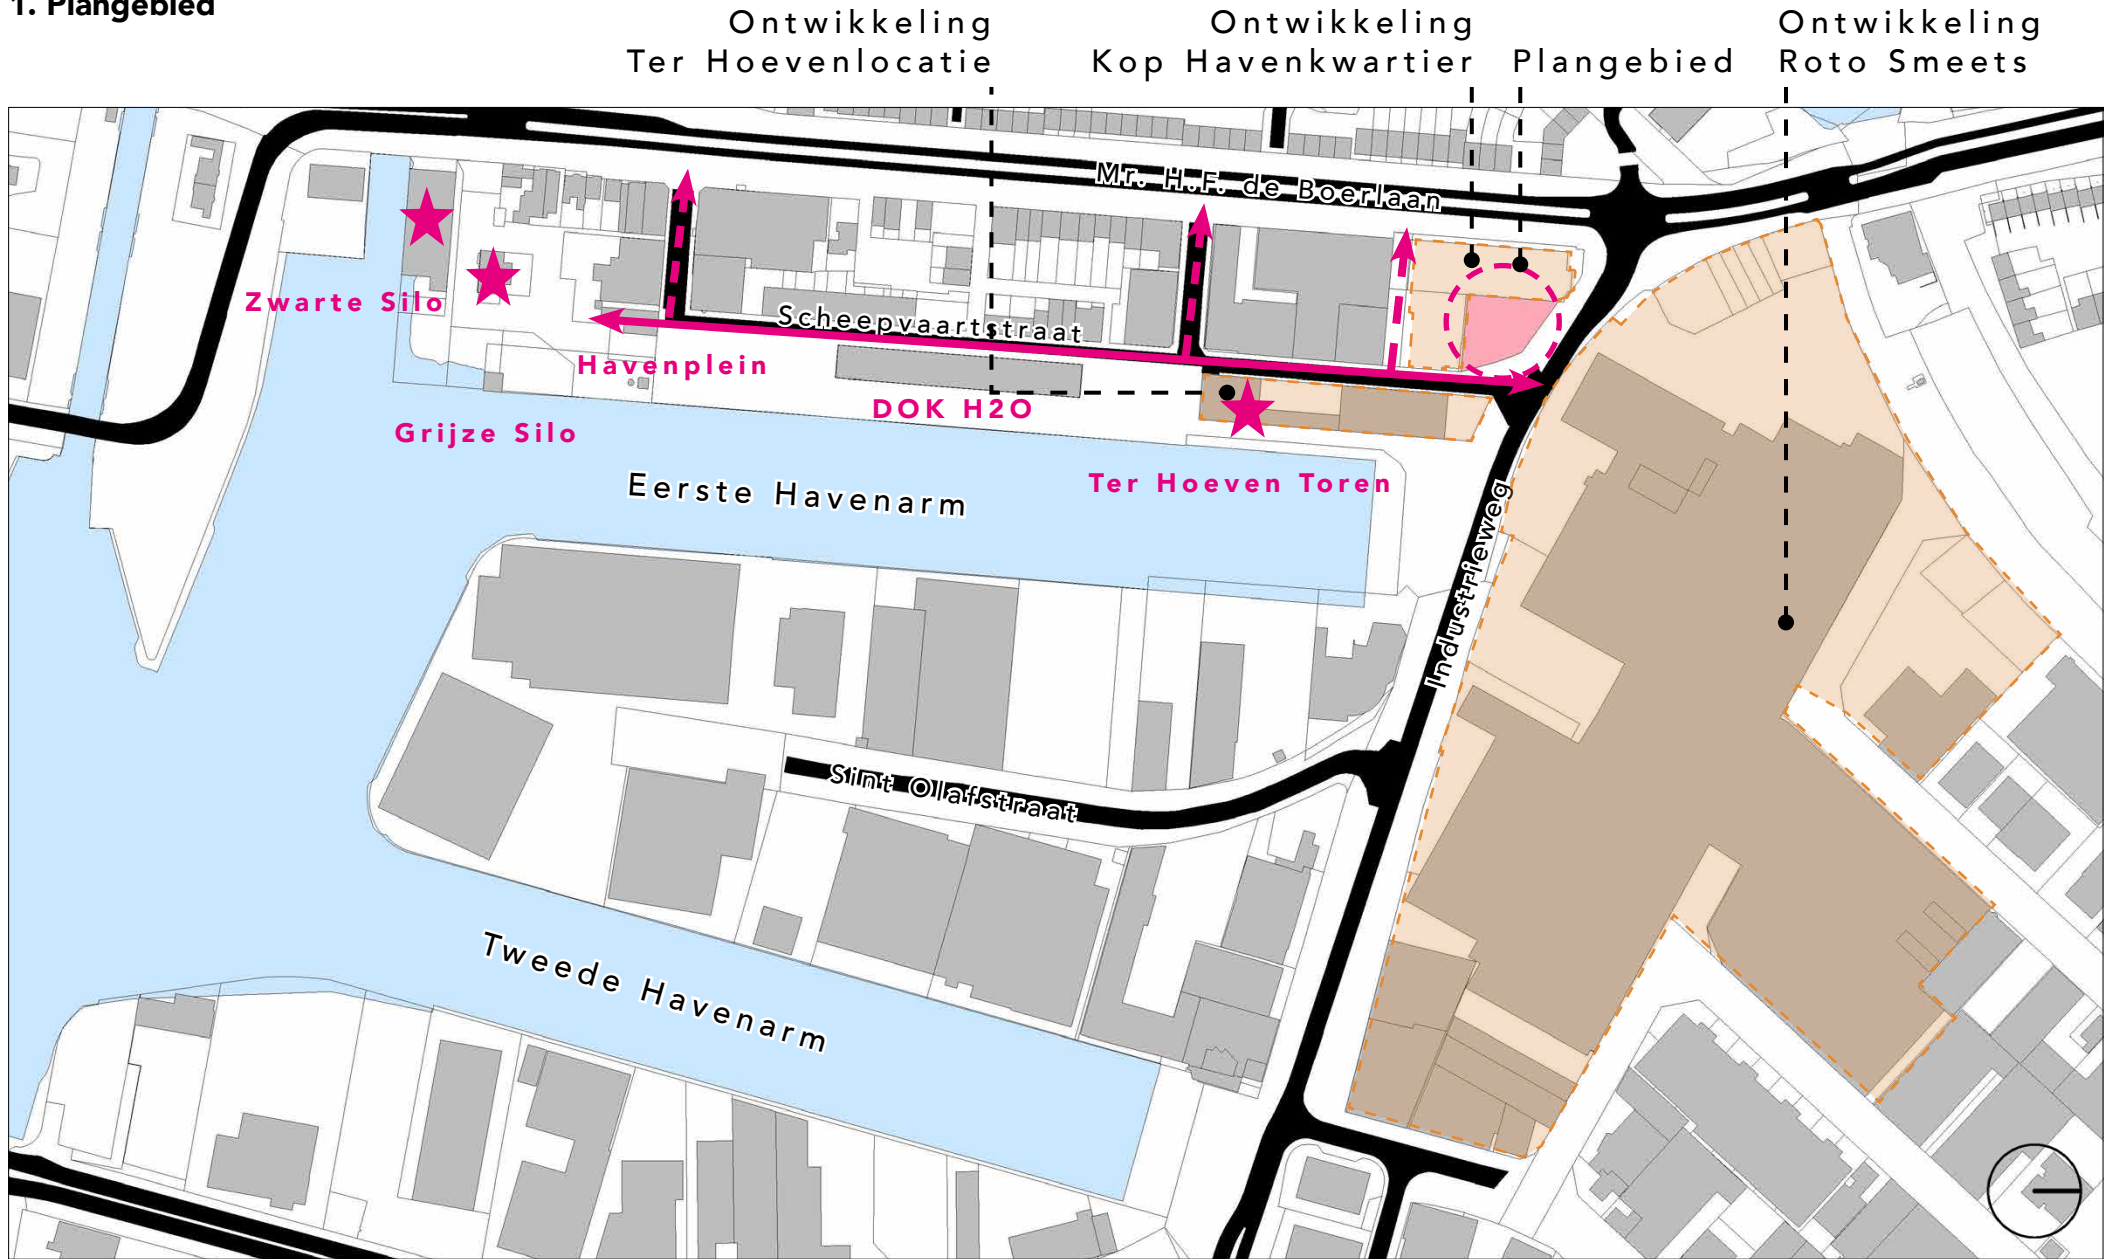 1. Plangebied
Ontwikkeling
Ter Hoevenlocatie
Ontwikkeling
Kop Havenkwartier
Plangebied
Ontwikkeling
Roto Smeets
Mr. H.F. de Boerlaan
Zwarte Silo
Scheepvaartstraat
Havenplein
DOK H2O
Grijze Silo
Ter Hoeven Toren
Eerste Havenarm
Industrieweg
Sint Olafstraat
Tweede Havenarm